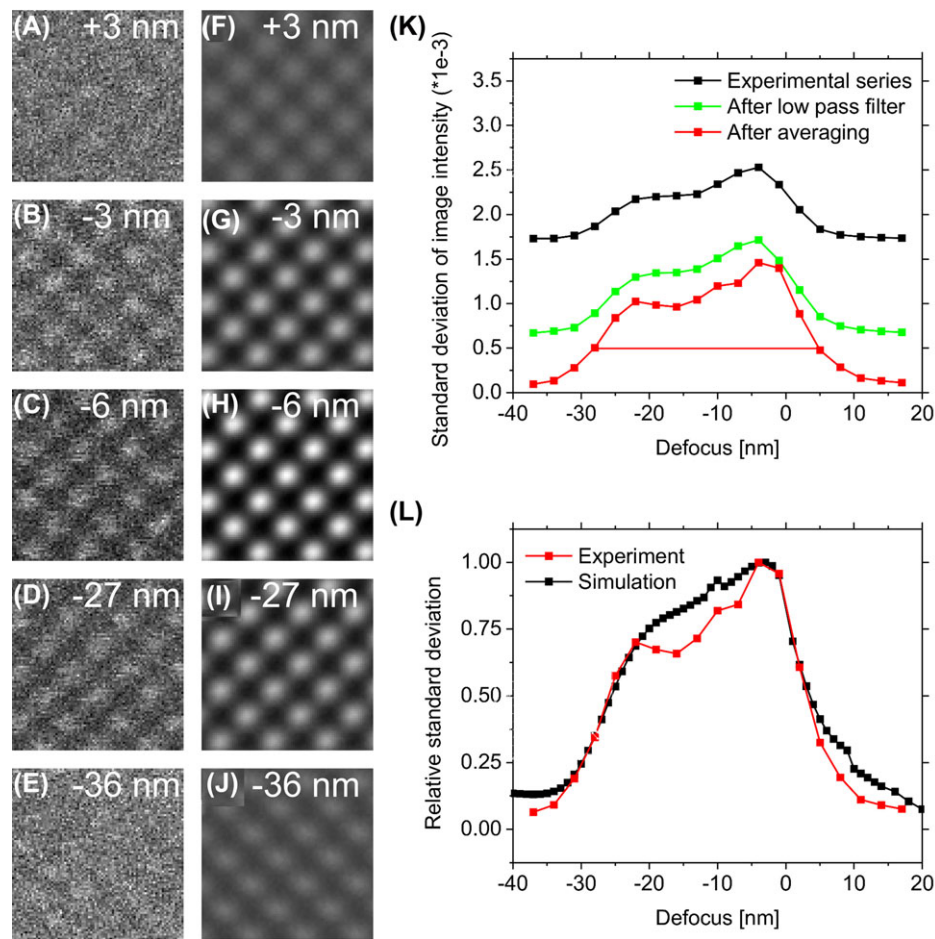 (A) +3 nm
(F) +3 nm
(B) -3 nm
(G) -3 nm
(C) -6 nm
(H) -6 nm
(D) -27 nm
(I) -27 nm
(E) -36 nm
(J) -36 nm
(K)
Standard deviation of image intensity (*1e-3)
3.5
3.0
2.5
2.0
1.5
1.0
0.5
0.0
Experimental series
After low pass filter
After averaging
-40 -30 -20 -10 0 10 20
Defocus [nm]
(L)
Relative standard deviation
1.00
0.75
0.50
0.25
0.00
Experiment
Simulation
-40 -30 -20 -10 0 10 20
Defocus [nm]